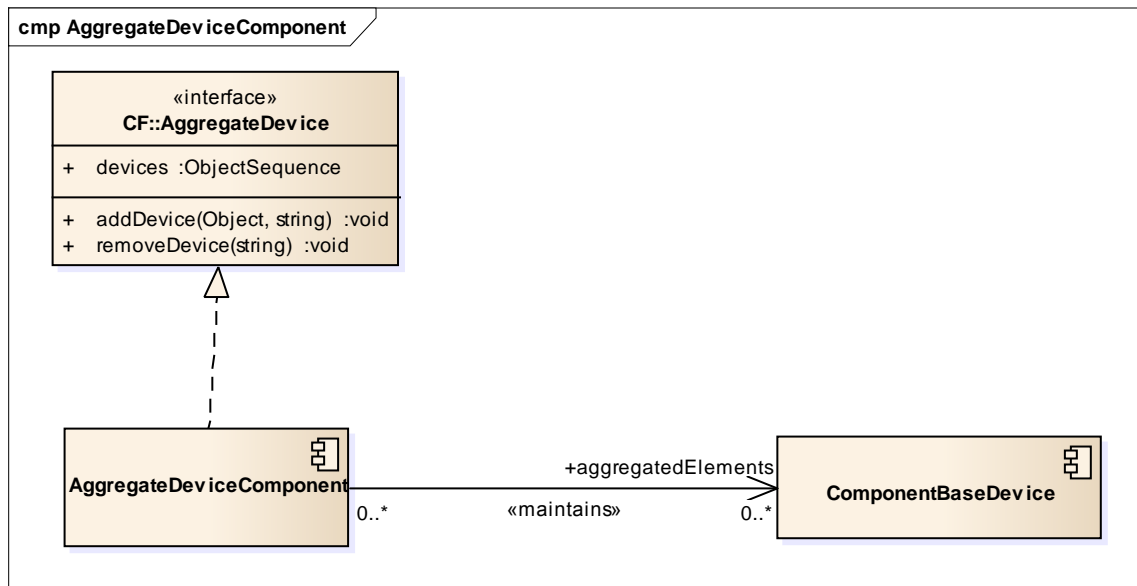 cmp AggregateDeviceComponent
«interface»
CF::AggregateDevice
+ devices :ObjectSequence
+ addDevice(Object, string) :void
+ removeDevice(string) :void
AggregateDeviceComponent
+aggregatedElements
0..* «maintains» 0..*
ComponentBaseDevice